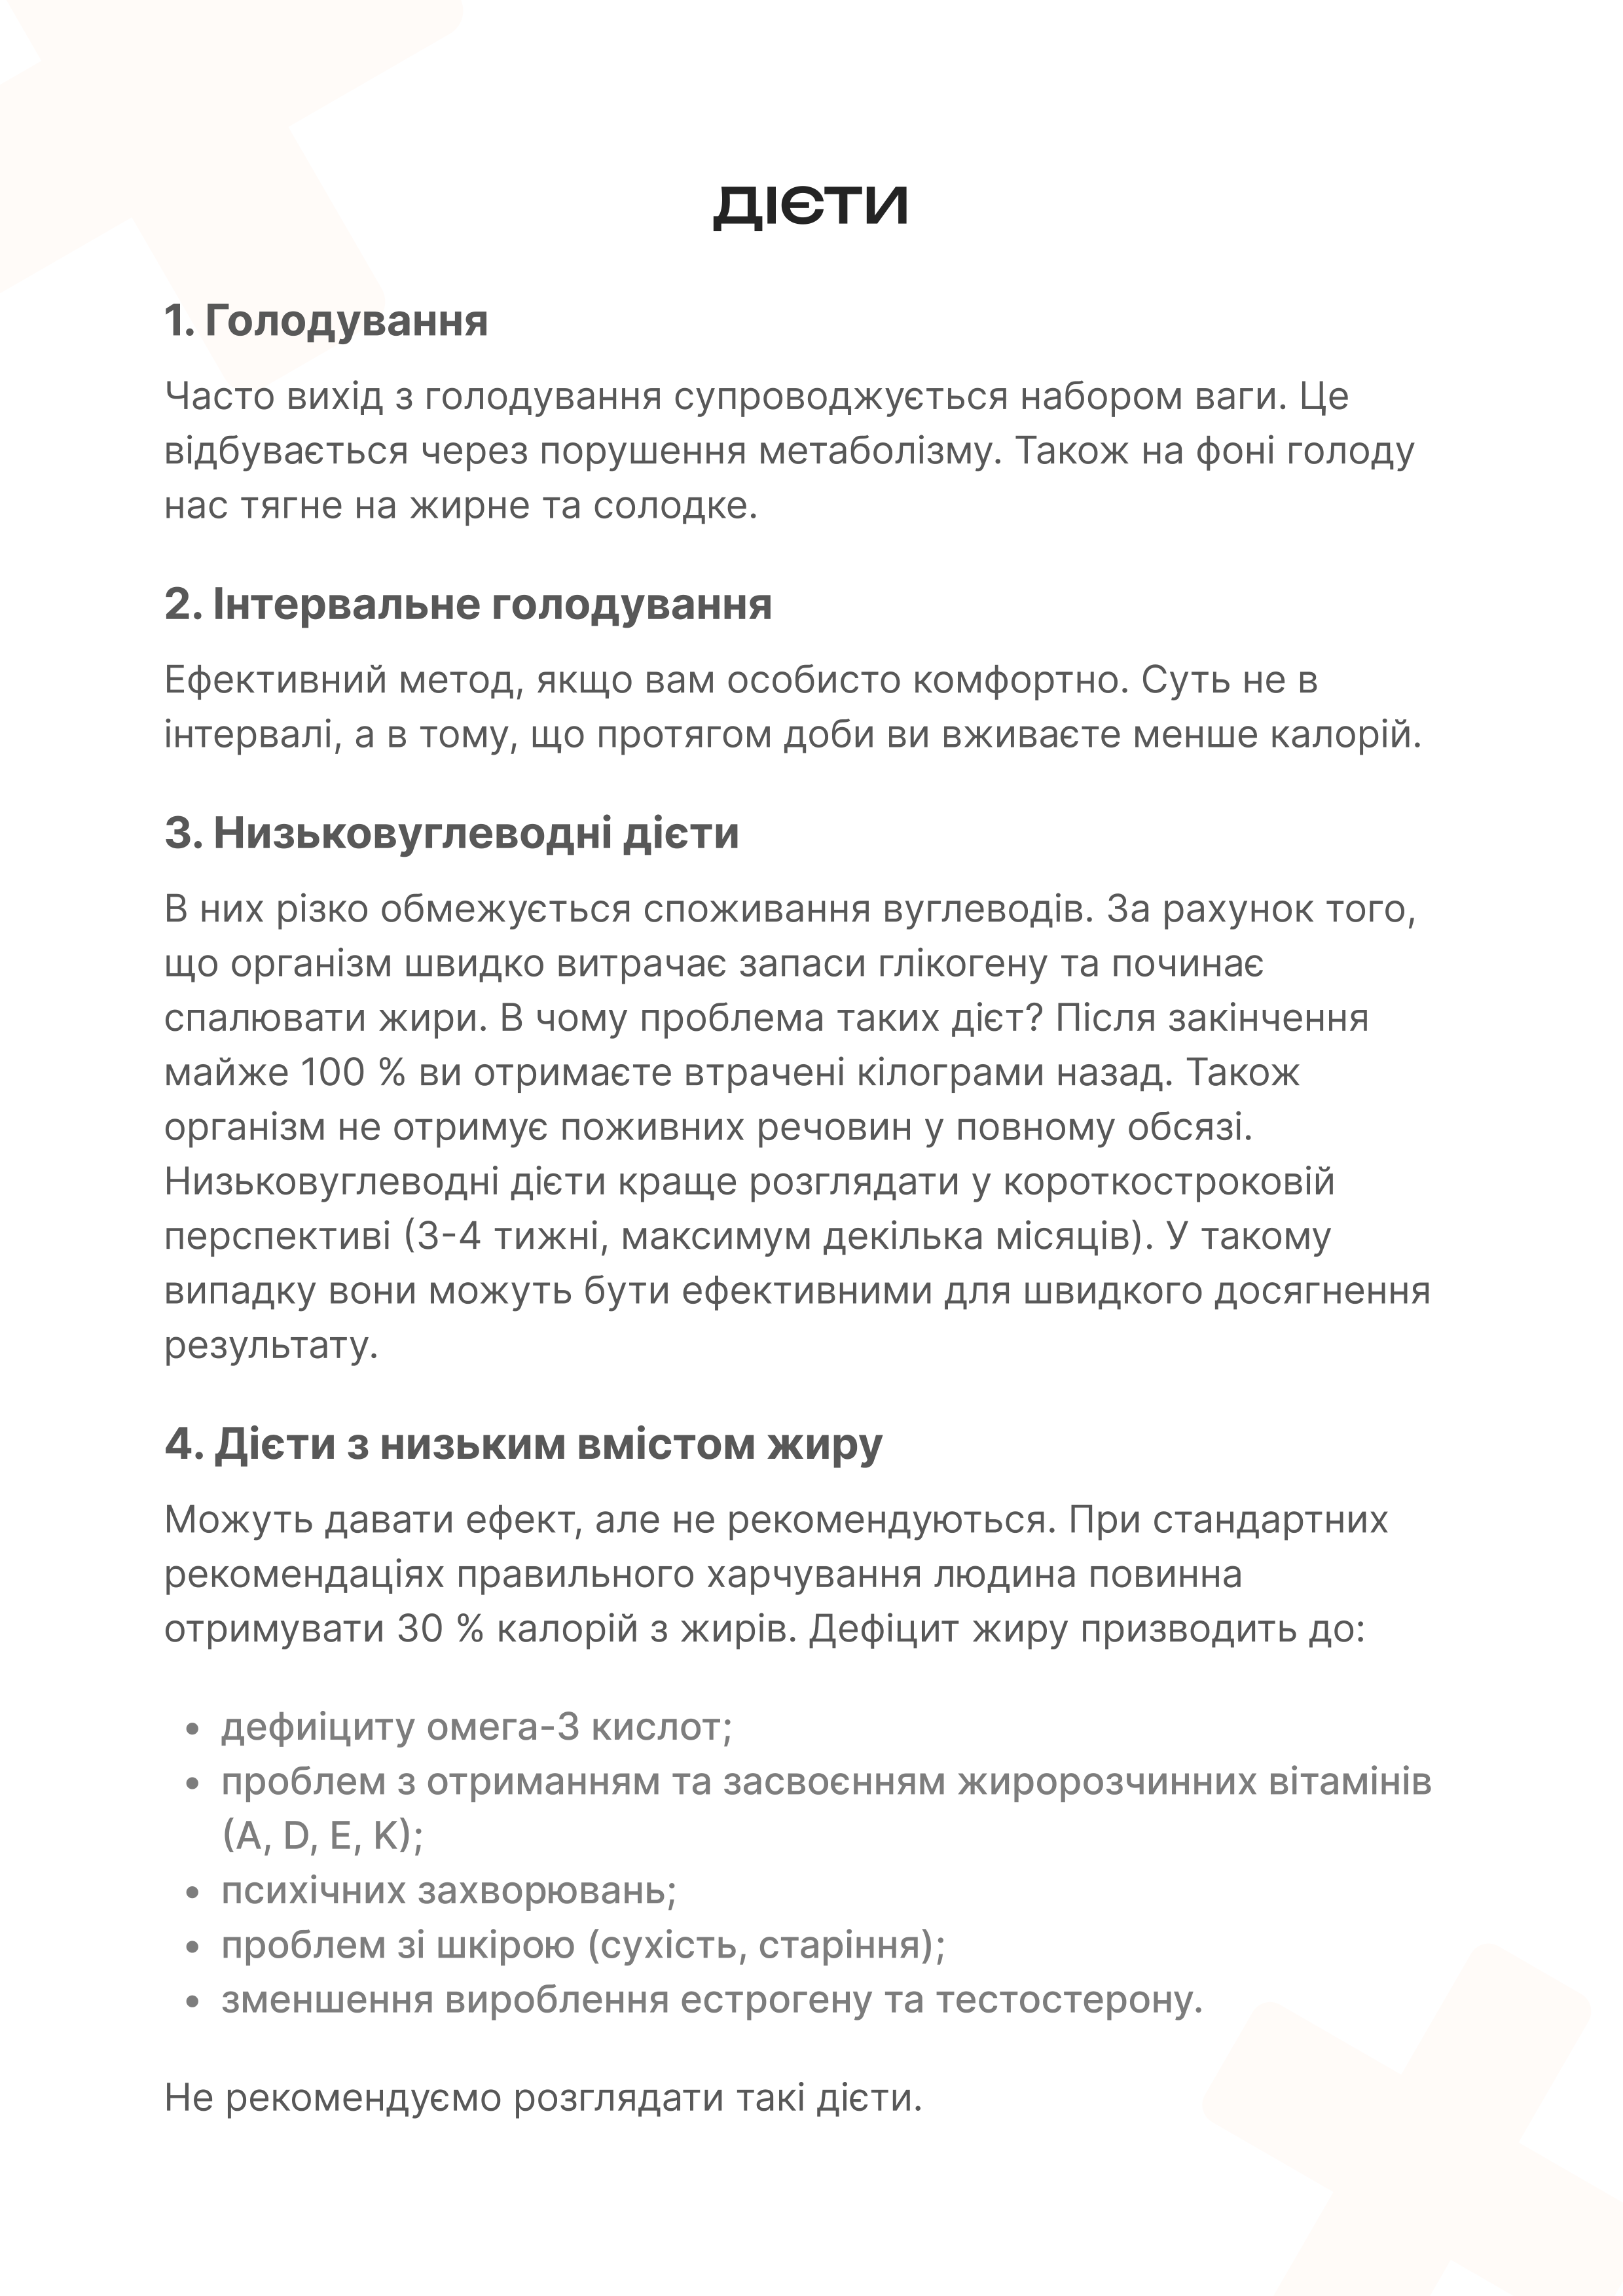 ДІЄТИ
1. Голодування
Часто вихід з голодування супроводжується набором ваги. Це
відбувається через порушення метаболізму. Також на фоні голоду
нас тягне на жирне та солодке.
2. Інтервальне голодування
Ефективний метод, якщо вам особисто комфортно. Суть не в
інтервалі, а в тому, що протягом доби ви вживаєте менше калорій.
3. Низьковуглеводні дієти
В них різко обмежується споживання вуглеводів. За рахунок того,
що організм швидко витрачає запаси глікогену та починає
спалювати жири. В чому проблема таких дієт? Після закінчення
майже 100 % ви отримаєте втрачені кілограми назад. Також
організм не отримує поживних речовин у повному обсязі.
Низьковуглеводні дієти краще розглядати у короткостроковій
перспективі (3-4 тижні, максимум декілька місяців). У такому
випадку вони можуть бути ефективними для швидкого досягнення
результату.
4. Дієти з низьким вмістом жиру
Можуть давати ефект, але не рекомендуються. При стандартних
рекомендаціях правильного харчування людина повинна
отримувати 30 % калорій з жирів. Дефіцит жиру призводить до:
• дефиіциту омега-3 кислот;
• проблем з отриманням та засвоєнням жиророзчинних вітамінів
(A, D, E, K);
• психічних захворювань;
• проблем зі шкірою (сухість, старіння);
• зменшення вироблення естрогену та тестостерону.
Не рекомендуємо розглядати такі дієти.